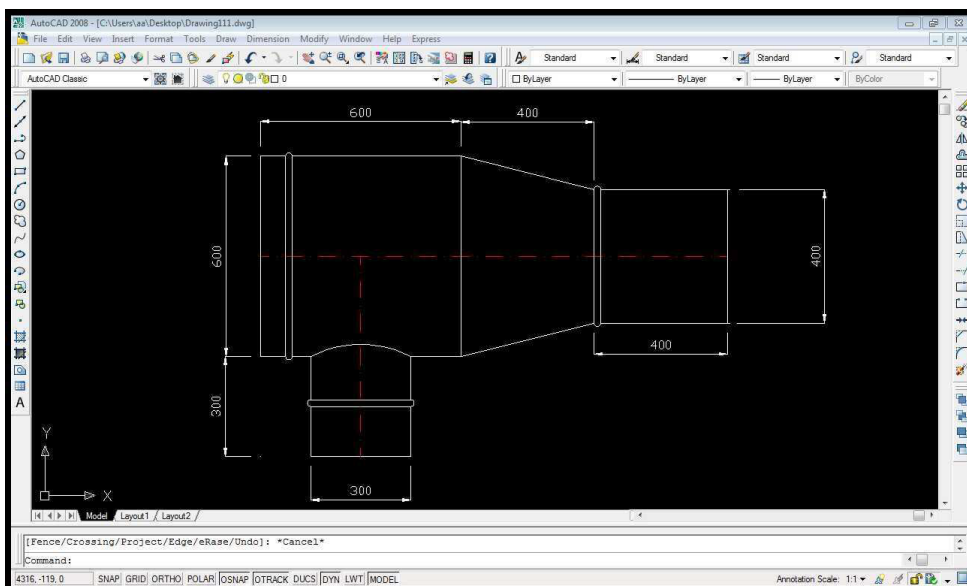 AutoCAD 2008 - [C:\Users\aa\Desktop\Drawing111.dwg]
File Edit View Insert Format Tools Draw Dimension Modify Window Help Express
Standard Standard Standard Standard
AutoCAD Classic 0 ByLayer ByLayer ByLayer ByColor
600 400
600 400
400
300
300
Y
X
A
Model Layout1 Layout2
[Fence/Crossing/Project/Edge/eRase/Undo]: *Cancel*
Command:
4316, -119, 0 SNAP GRID ORTHO POLAR OSNAP OTRACK DUCS DYN LWT MODEL Annotation Scale: 1:1